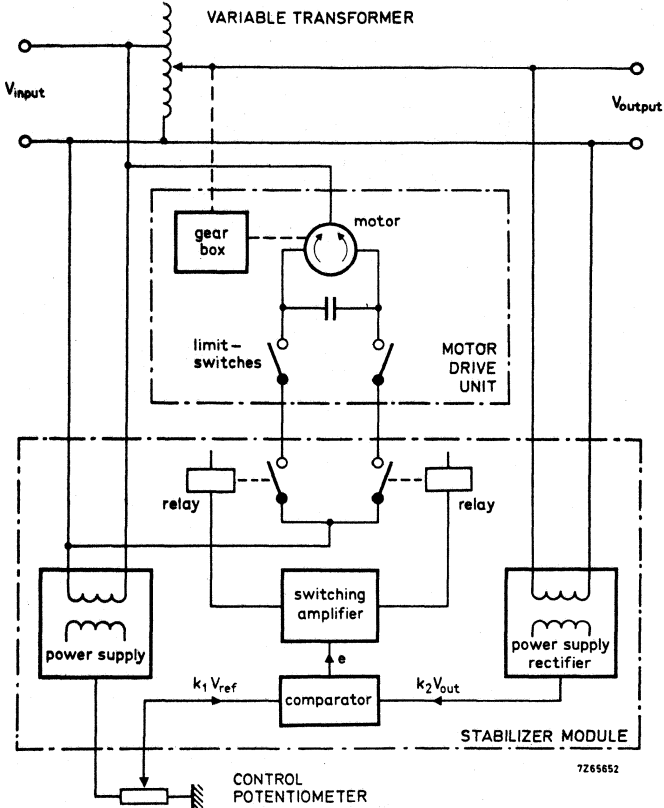 VARIABLE TRANSFORMER
Vinput
Voutput
motor
gear
box
limit-
switches
MOTOR
DRIVE
UNIT
relay
relay
switching
amplifier
power supply
power supply
rectifier
e
k1 Vref
comparator
k2 Vout
STABILIZER MODULE
7Z65652
CONTROL
POTENTIOMETER